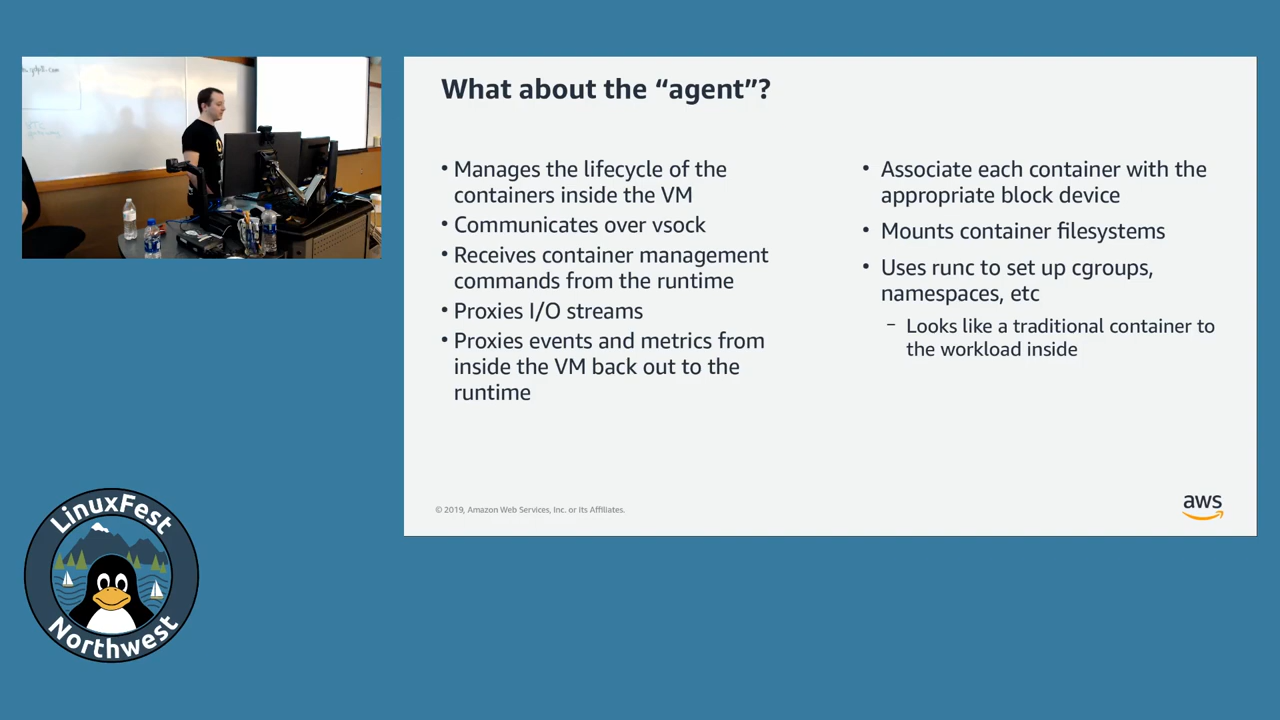 What about the “agent”?
• Manages the lifecycle of the
containers inside the VM
• Communicates over vsock
• Receives container management
commands from the runtime
• Proxies I/O streams
• Proxies events and metrics from
inside the VM back out to the
runtime
• Associate each container with the
appropriate block device
• Mounts container filesystems
• Uses runc to set up cgroups,
namespaces, etc
– Looks like a traditional container to
the workload inside
© 2019, Amazon Web Services, Inc. or its Affiliates.
aws
LinuxFest
Northwest